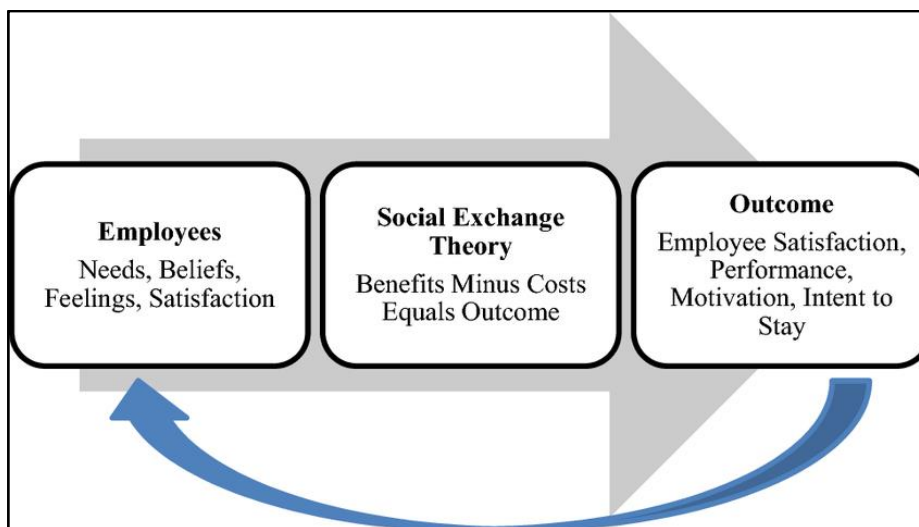 Employees
Needs, Beliefs,
Feelings, Satisfaction
Social Exchange
Theory
Benefits Minus Costs
Equals Outcome
Outcome
Employee Satisfaction,
Performance,
Motivation, Intent to
Stay